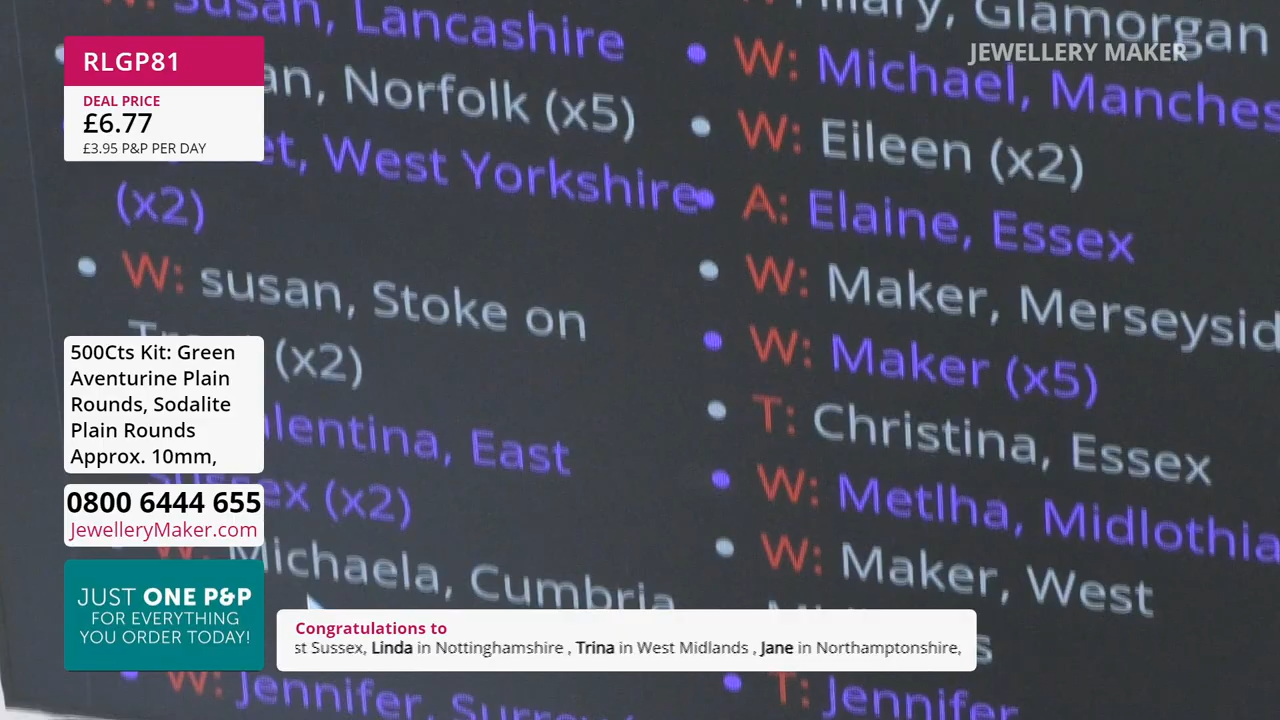 RLGP81
DEAL PRICE
£6.77
£3.95 P&P PER DAY
500Cts Kit: Green
Aventurine Plain
Rounds, Sodalite
Plain Rounds
Approx. 10mm,
0800 6444 655
JewelleryMaker.com
JUST ONE P&P
FOR EVERYTHING
YOU ORDER TODAY!
Susan, Lancashire
an, Norfolk (x5)
et, West Yorkshire
(x2)
W: susan, Stoke on
(x2)
alentina, East
Sussex (x2)
W: Michaela, Cumbria
W: Jennifer, Surrey
JEWELLERY MAKER
Hilary, Glamorgan
W: Michael, Manches
W: Eileen (x2)
A: Elaine, Essex
W: Maker, Merseysid
W: Maker (x5)
T: Christina, Essex
W: Metlha, Midlothia
W: Maker, West
s
T: Jennifer
Congratulations to
st Sussex, Linda in Nottinghamshire , Trina in West Midlands , Jane in Northamptonshire,